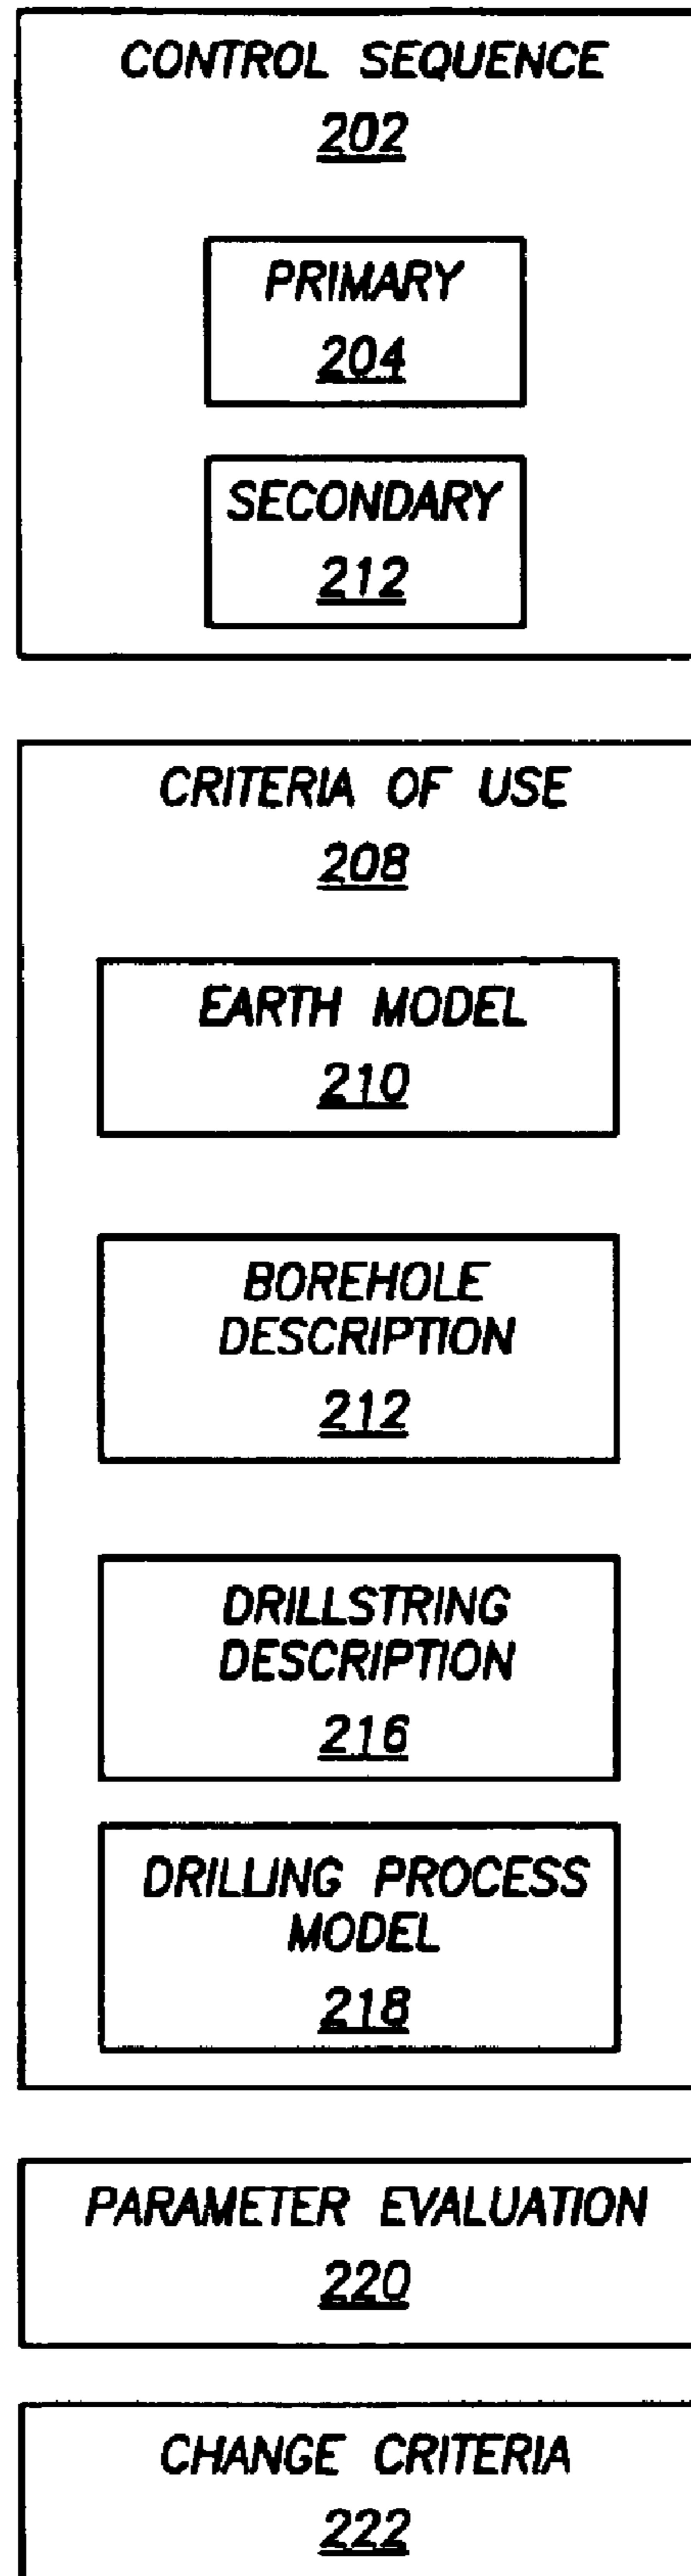 CONTROL SEQUENCE
202
PRIMARY
204
SECONDARY
212
CRITERIA OF USE
208
EARTH MODEL
210
BOREHOLE
DESCRIPTION
212
DRILLSTRING
DESCRIPTION
216
DRILLING PROCESS
MODEL
218
PARAMETER EVALUATION
220
CHANGE CRITERIA
222